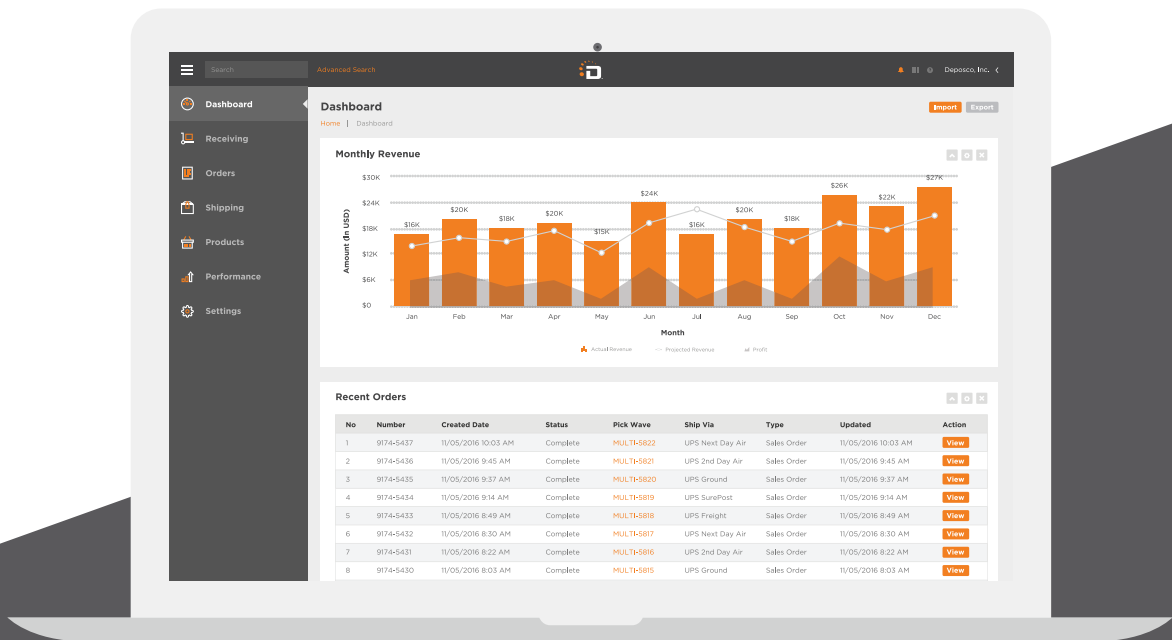 Search Advanced Search Deposco, Inc.
Dashboard
Receiving
Orders
Shipping
Products
Performance
Settings
Dashboard
Import Export
Home | Dashboard
Monthly Revenue
Amount (In USD)
$30K
$24K
$18K
$12K
$6K
$0
$16K $20K $18K $20K $15K $24K $16K $20K $18K $26K $22K $27K
Jan Feb Mar Apr May Jun Jul Aug Sep Oct Nov Dec
Month
Actual Revenue Projected Revenue Profit
Recent Orders
No Number Created Date Status Pick Wave Ship Via Type Updated Action
1 9174-5437 11/05/2016 10:03 AM Complete MULTI-5822 UPS Next Day Air Sales Order 11/05/2016 10:03 AM View
2 9174-5436 11/05/2016 9:45 AM Complete MULTI-5821 UPS 2nd Day Air Sales Order 11/05/2016 9:45 AM View
3 9174-5435 11/05/2016 9:37 AM Complete MULTI-5820 UPS Ground Sales Order 11/05/2016 9:37 AM View
4 9174-5434 11/05/2016 9:14 AM Complete MULTI-5819 UPS SurePost Sales Order 11/05/2016 9:14 AM View
5 9174-5433 11/05/2016 8:49 AM Complete MULTI-5818 UPS Freight Sales Order 11/05/2016 8:49 AM View
6 9174-5432 11/05/2016 8:30 AM Complete MULTI-5817 UPS Next Day Air Sales Order 11/05/2016 8:30 AM View
7 9174-5431 11/05/2016 8:22 AM Complete MULTI-5816 UPS 2nd Day Air Sales Order 11/05/2016 8:22 AM View
8 9174-5430 11/05/2016 8:03 AM Complete MULTI-5815 UPS Ground Sales Order 11/05/2016 8:03 AM View